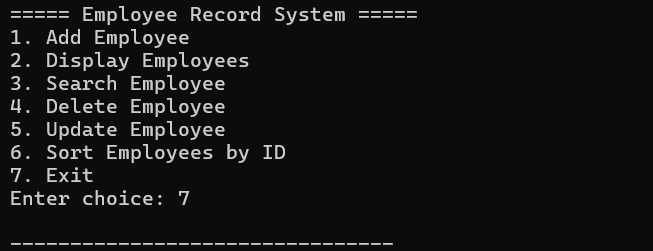 ===== Employee Record System =====
1. Add Employee
2. Display Employees
3. Search Employee
4. Delete Employee
5. Update Employee
6. Sort Employees by ID
7. Exit
Enter choice: 7
--------------------------------